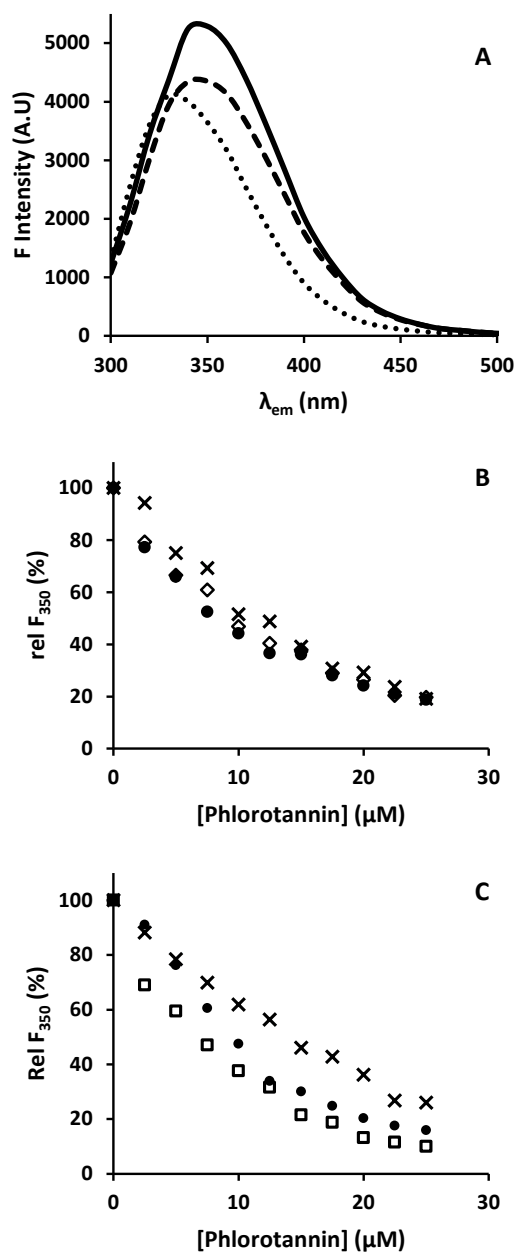 A
5000
4000
3000
2000
1000
0
F Intensity (A.U)
300 350 400 450 500
λem (nm)
B
100
80
60
40
20
0
rel F350 (%)
0 10 20 30
[Phlorotannin] (µM)
C
100
80
60
40
20
0
Rel F350 (%)
0 10 20 30
[Phlorotannin] (µM)